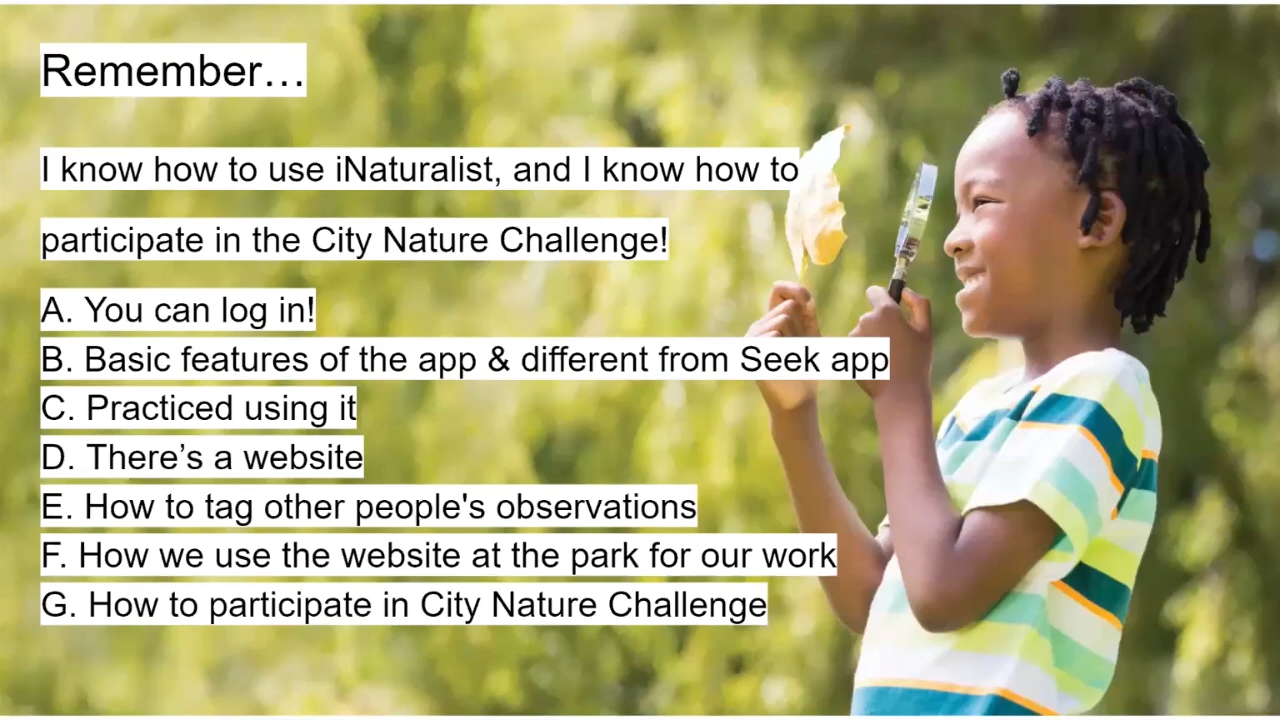 Remember…
I know how to use iNaturalist, and I know how to
participate in the City Nature Challenge!
A. You can log in!
B. Basic features of the app & different from Seek app
C. Practiced using it
D. There’s a website
E. How to tag other people's observations
F. How we use the website at the park for our work
G. How to participate in City Nature Challenge